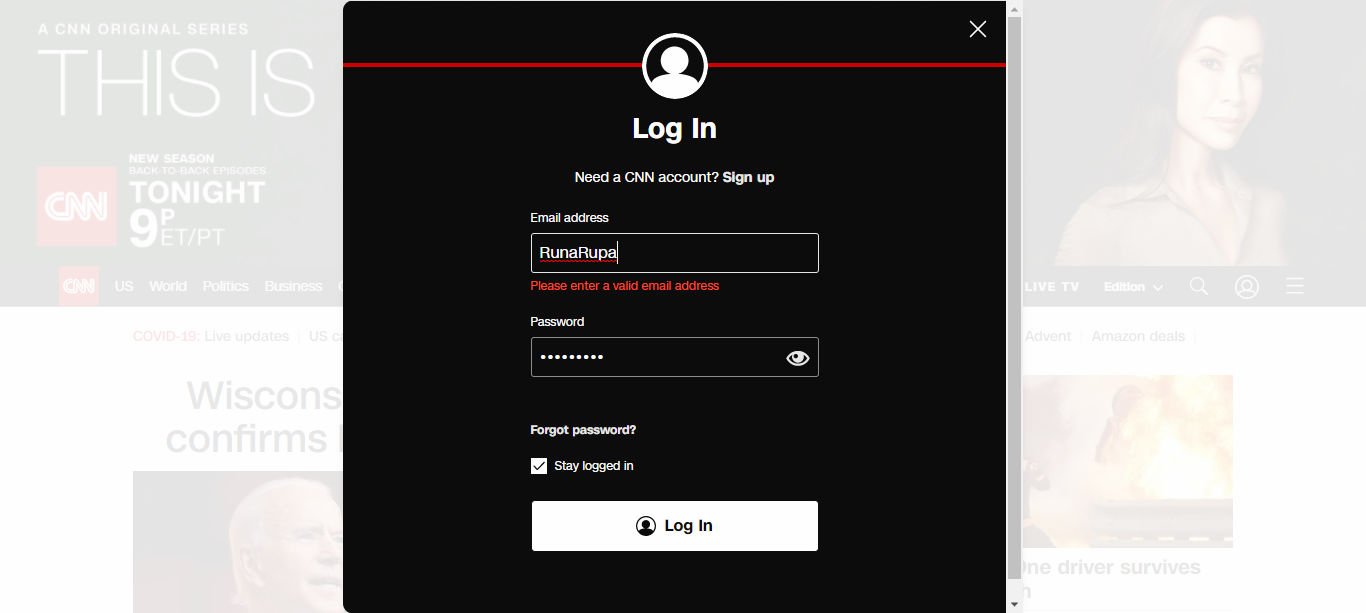 A CNN ORIGINAL SERIES
THIS IS
NEW SEASON
BACK-TO-BACK EPISODES
TONIGHT
9P
ET/PT
CNN
Log In
Need a CNN account? Sign up
Email address
RunaRupa
Please enter a valid email address
Password
Forgot password?
Stay logged in
Log In
CNN US World Politics Business
LIVE TV Edition
COVID-19: Live updates US
Advent Amazon deals
Wiscons
confirms
One driver survives